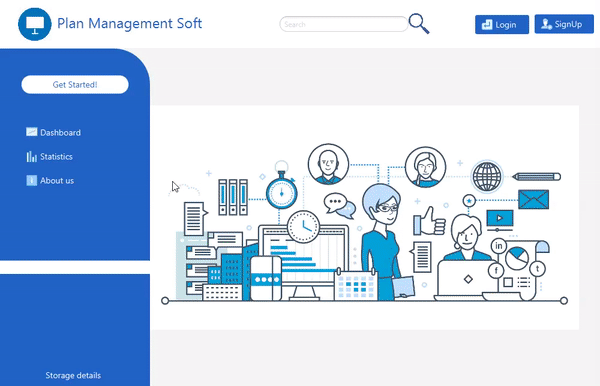 Plan Management Soft
Search
Login
SignUp
Get Started!
Dashboard
Statistics
About us
in
f
t
Storage details